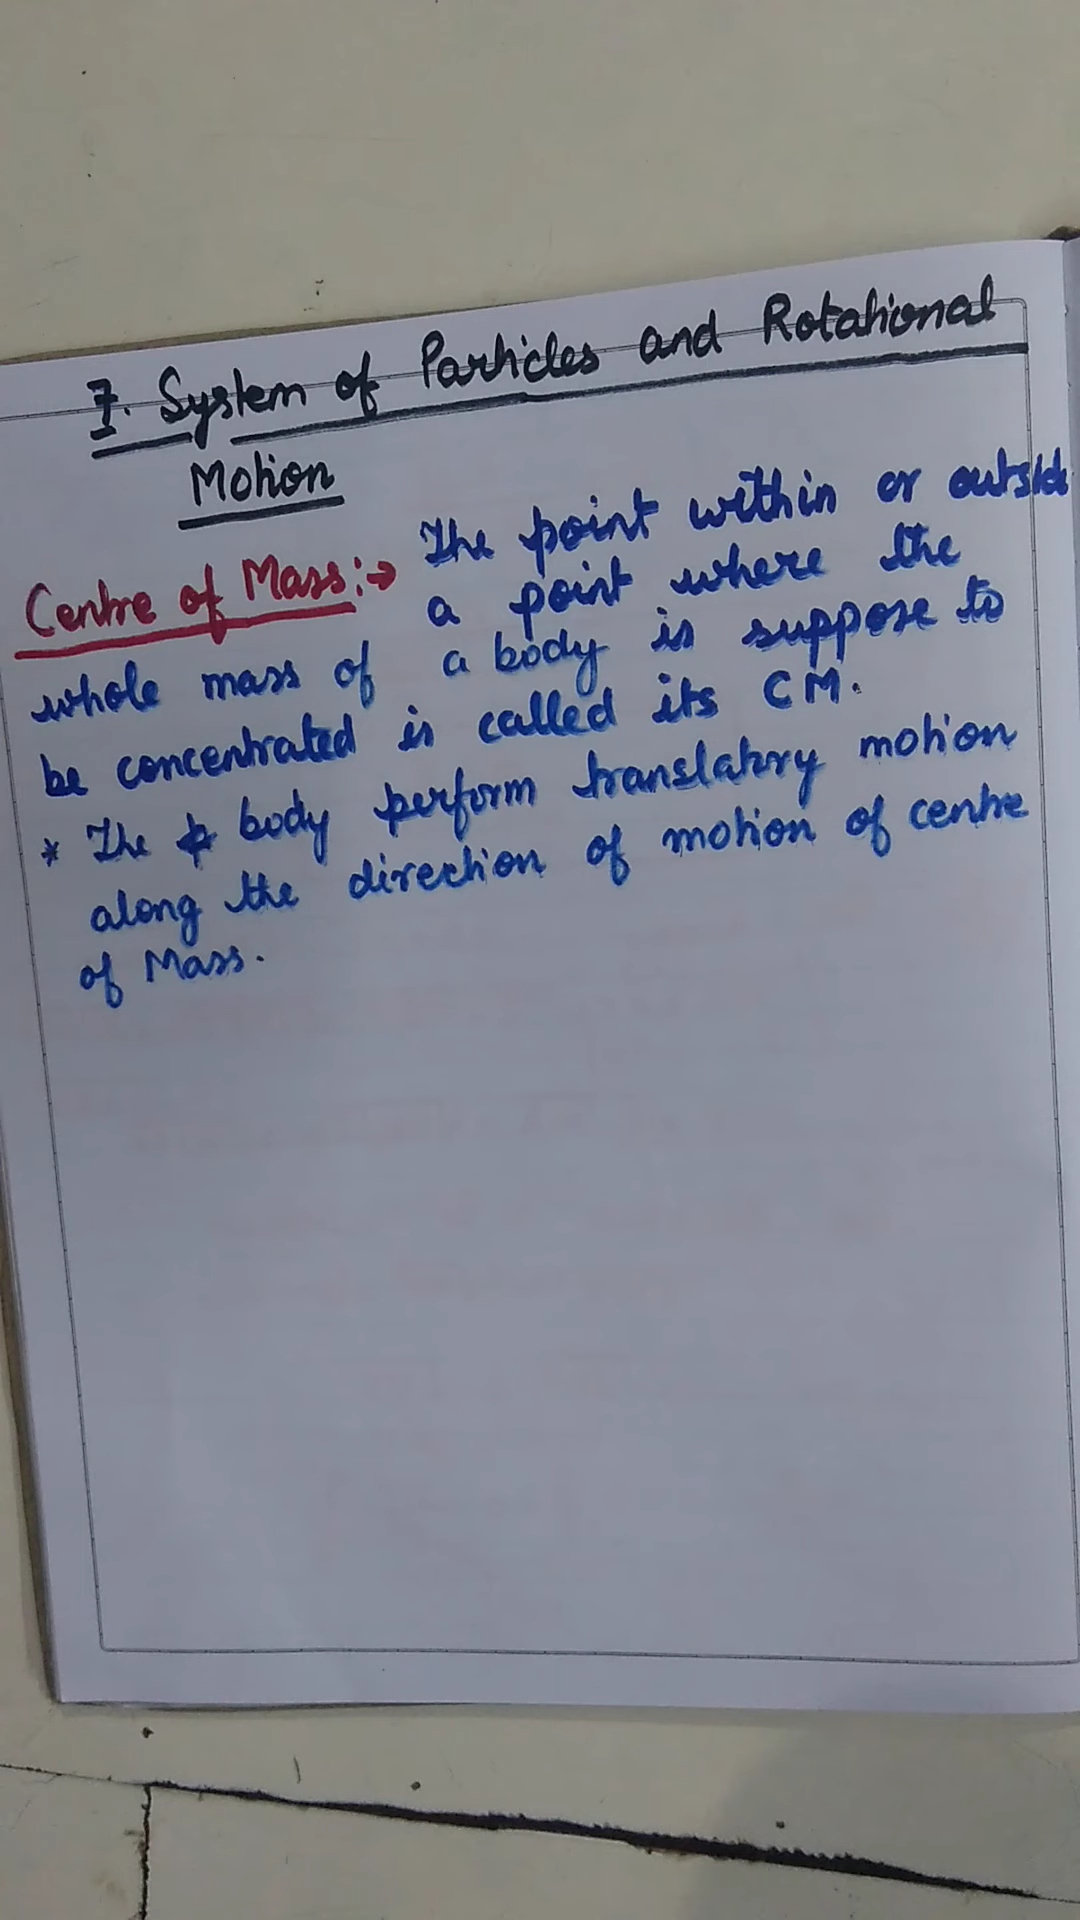 7. System of Particles and Rotational
Motion
Centre of Mass:→ The point within or outside
a point where the
whole mass of a body is suppose to
be concentrated is called its CM.
* The body perform translatory motion
along the direction of motion of centre
of Mass.